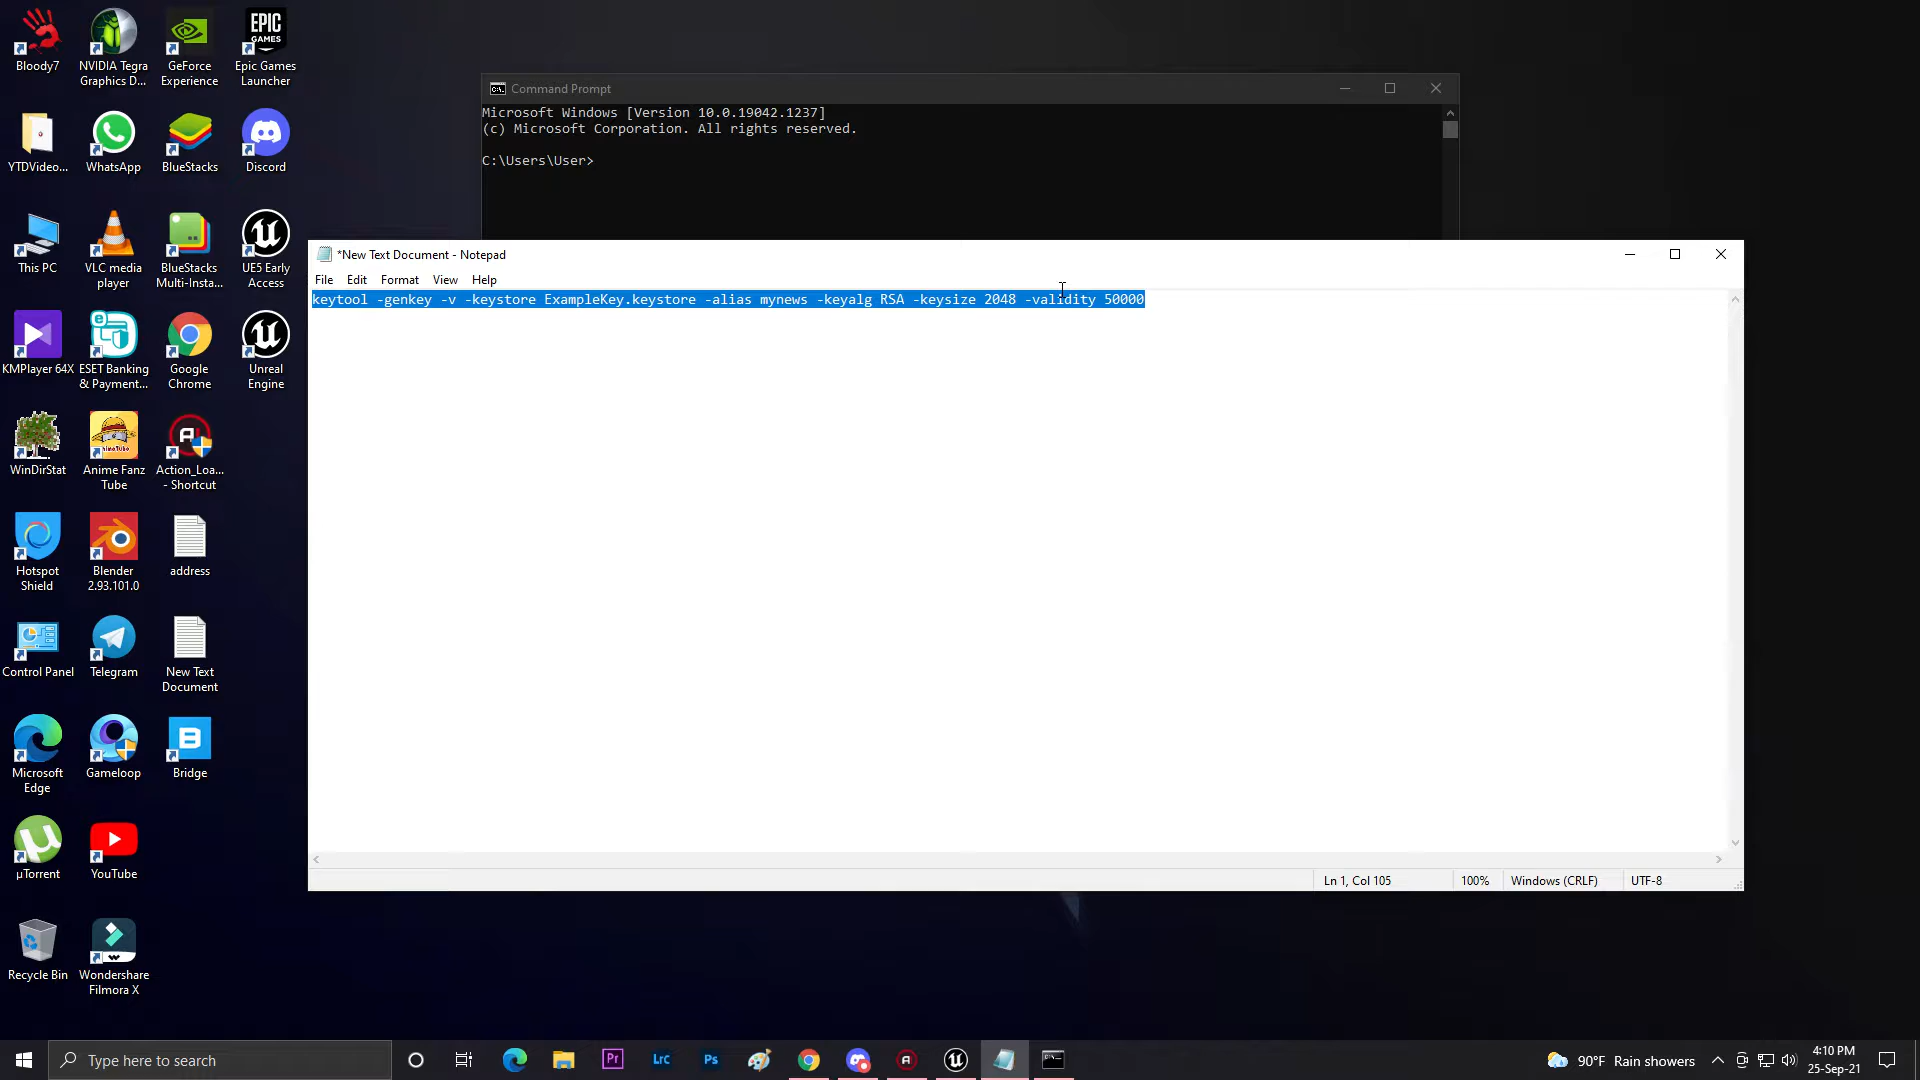 Bloody7
NVIDIA Tegra
Graphics D...
GeForce
Experience
EPIC
GAMES
Epic Games
Launcher
YTDVideo...
WhatsApp
BlueStacks
Discord
This PC
VLC media
player
BlueStacks
Multi-Insta...
UE5 Early
Access
KMPlayer 64X
ESET Banking
& Payment...
Google
Chrome
Unreal
Engine
WinDirStat
Anime Fanz
Tube
Action_Loa...
- Shortcut
Hotspot
Shield
Blender
2.93.101.0
address
Control Panel
Telegram
New Text
Document
Microsoft
Edge
Gameloop
Bridge
µTorrent
YouTube
Recycle Bin
Wondershare
Filmora X
Command Prompt
Microsoft Windows [Version 10.0.19042.1237]
(c) Microsoft Corporation. All rights reserved.
C:\Users\User>
*New Text Document - Notepad
File Edit Format View Help
keytool -genkey -v -keystore ExampleKey.keystore -alias mynews -keyalg RSA -keysize 2048 -validity 50000
Ln 1, Col 105 100% Windows (CRLF) UTF-8
Type here to search
Pr Lrc Ps
90°F Rain showers
4:10 PM
25-Sep-21